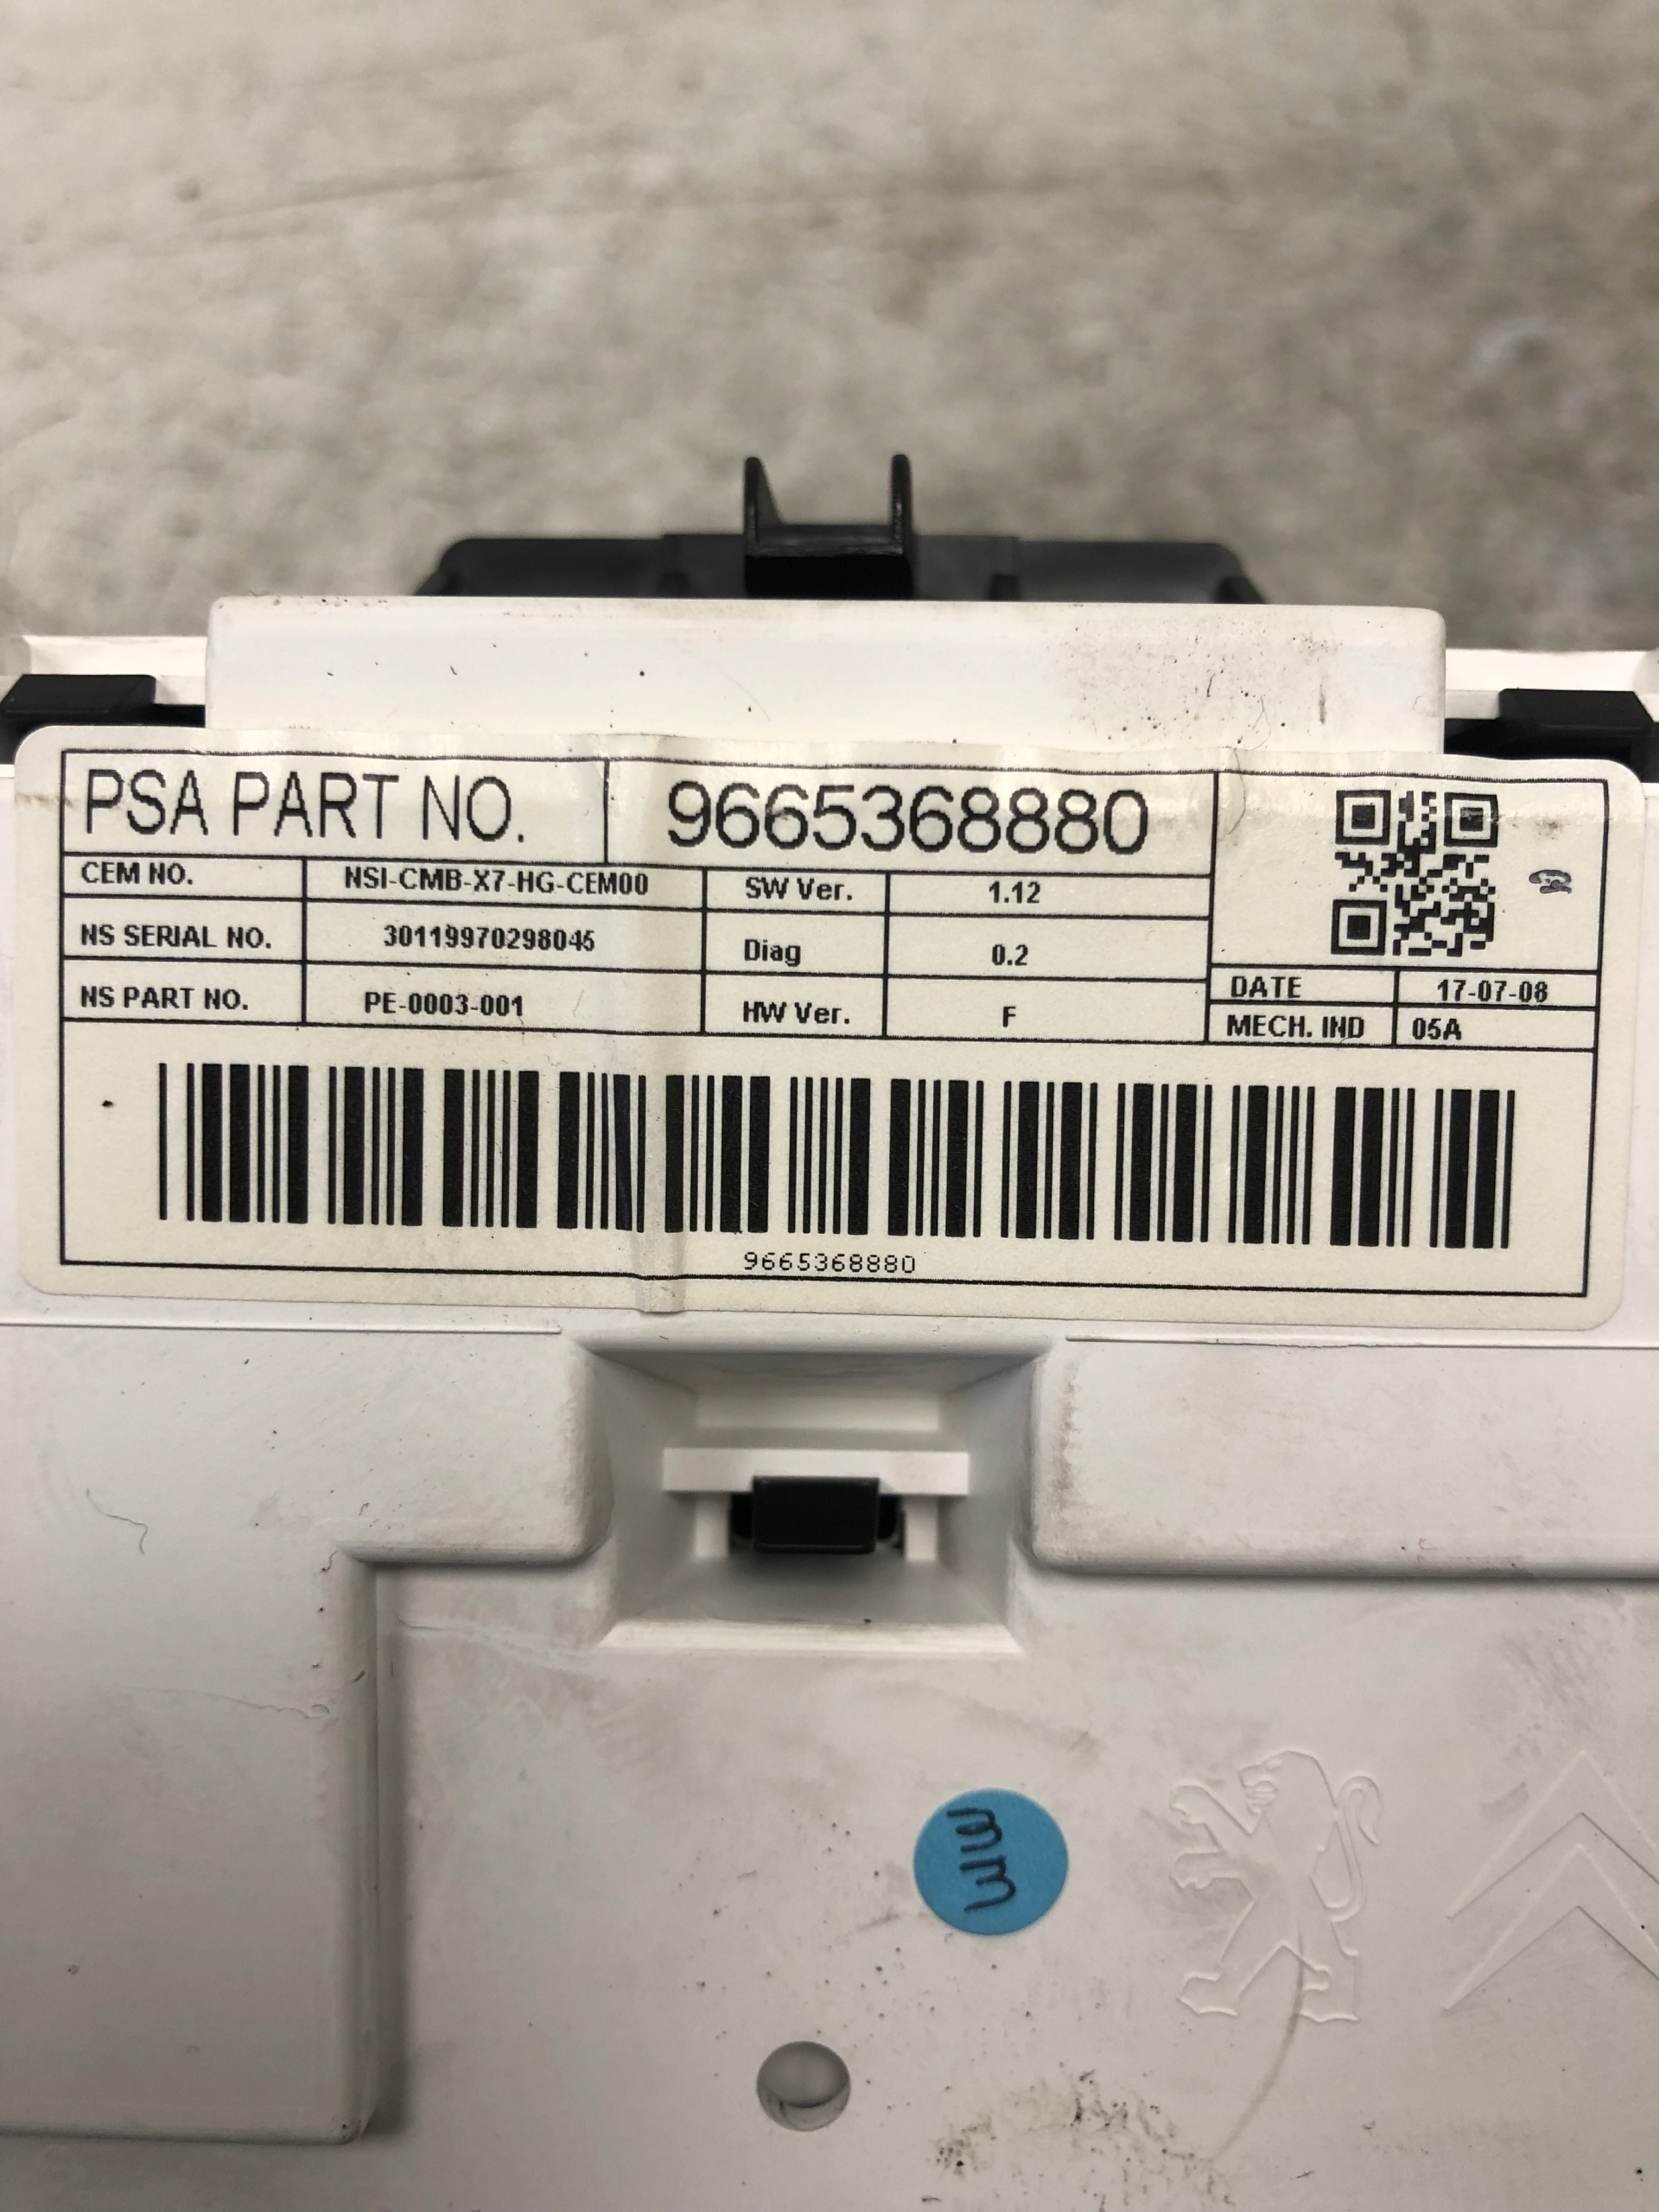 PSA PART NO. 9665368880
CEM NO. NSI-CMB-X7-HG-CEM00 SW Ver. 1.12
NS SERIAL NO. 30119970298045 Diag 0.2
NS PART NO. PE-0003-001 HW Ver. F
DATE 17-07-08
MECH. IND 05A
9665368880